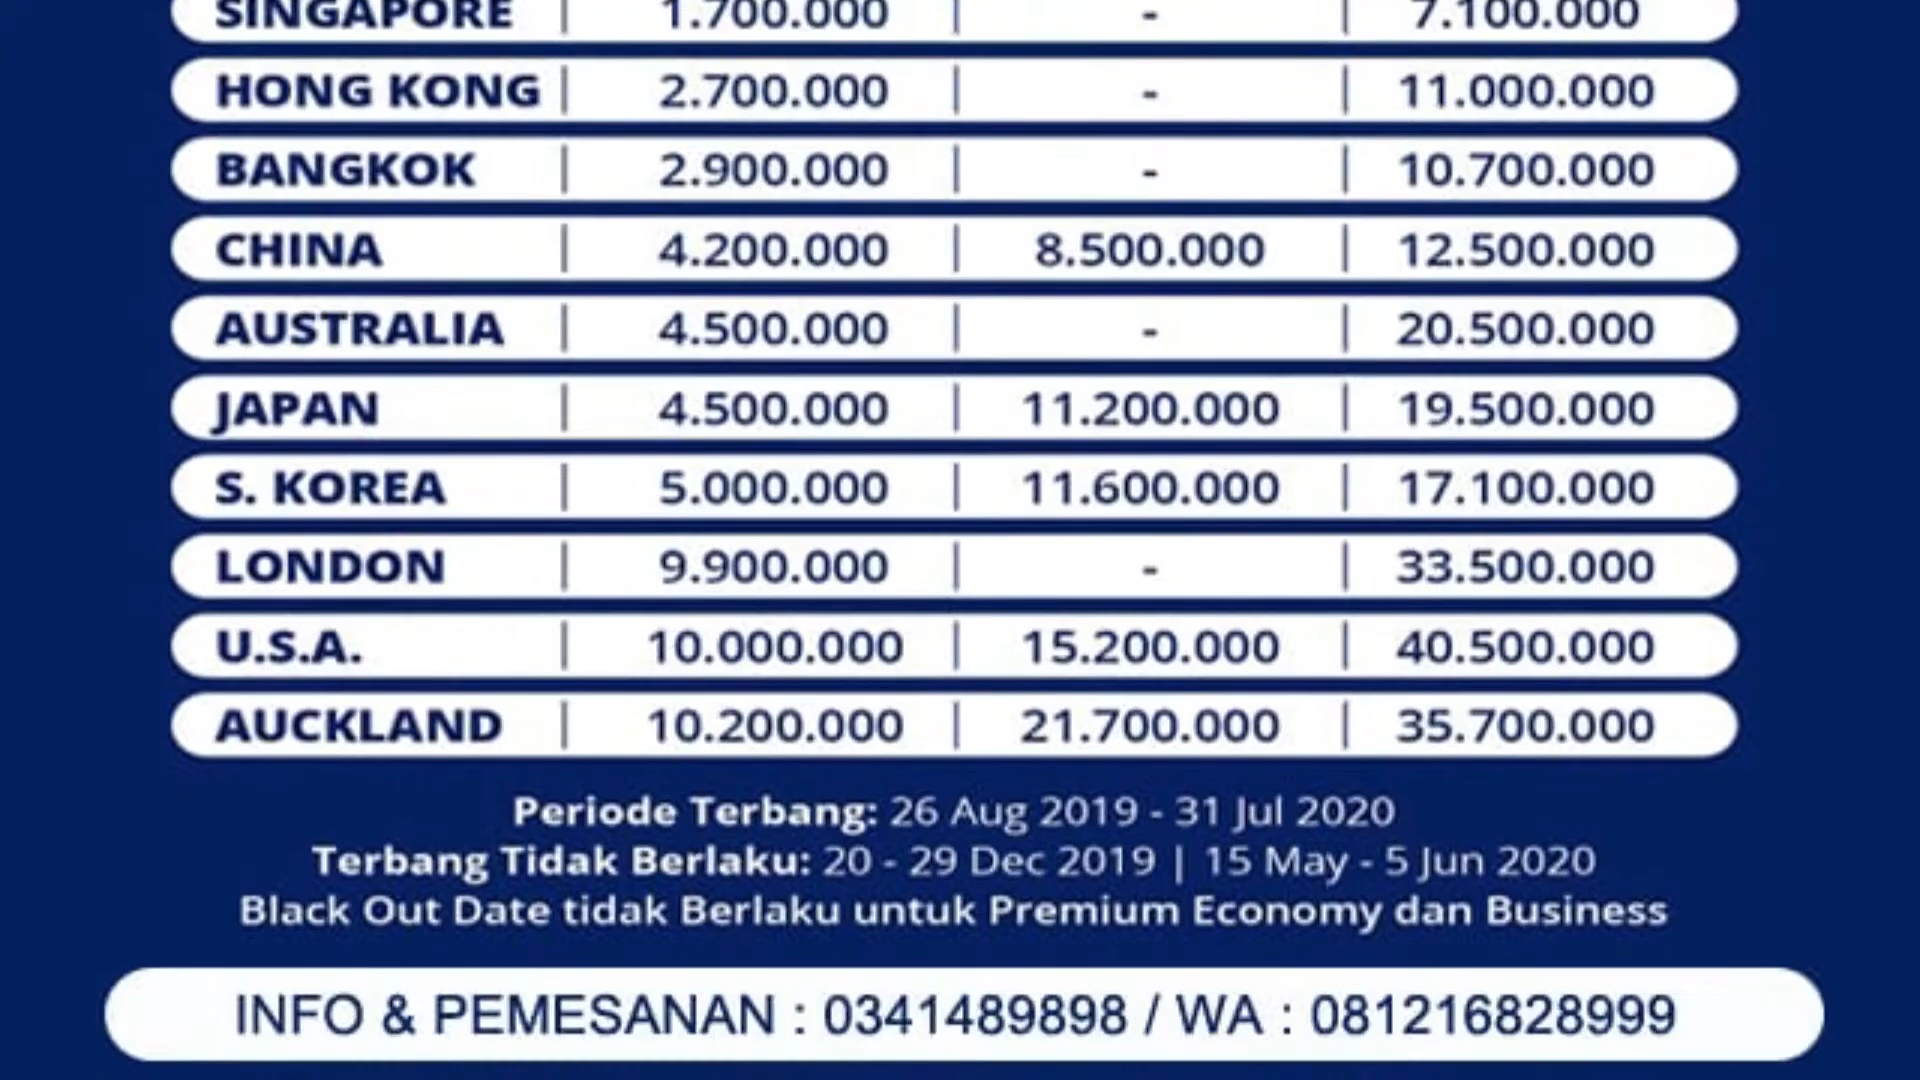 SINGAPORE | 1.700.000 | - | 7.100.000
HONG KONG | 2.700.000 | - | 11.000.000
BANGKOK | 2.900.000 | - | 10.700.000
CHINA | 4.200.000 | 8.500.000 | 12.500.000
AUSTRALIA | 4.500.000 | - | 20.500.000
JAPAN | 4.500.000 | 11.200.000 | 19.500.000
S. KOREA | 5.000.000 | 11.600.000 | 17.100.000
LONDON | 9.900.000 | - | 33.500.000
U.S.A. | 10.000.000 | 15.200.000 | 40.500.000
AUCKLAND | 10.200.000 | 21.700.000 | 35.700.000
Periode Terbang: 26 Aug 2019 - 31 Jul 2020
Terbang Tidak Berlaku: 20 - 29 Dec 2019 | 15 May - 5 Jun 2020
Black Out Date tidak Berlaku untuk Premium Economy dan Business
INFO & PEMESANAN : 0341489898 / WA : 081216828999